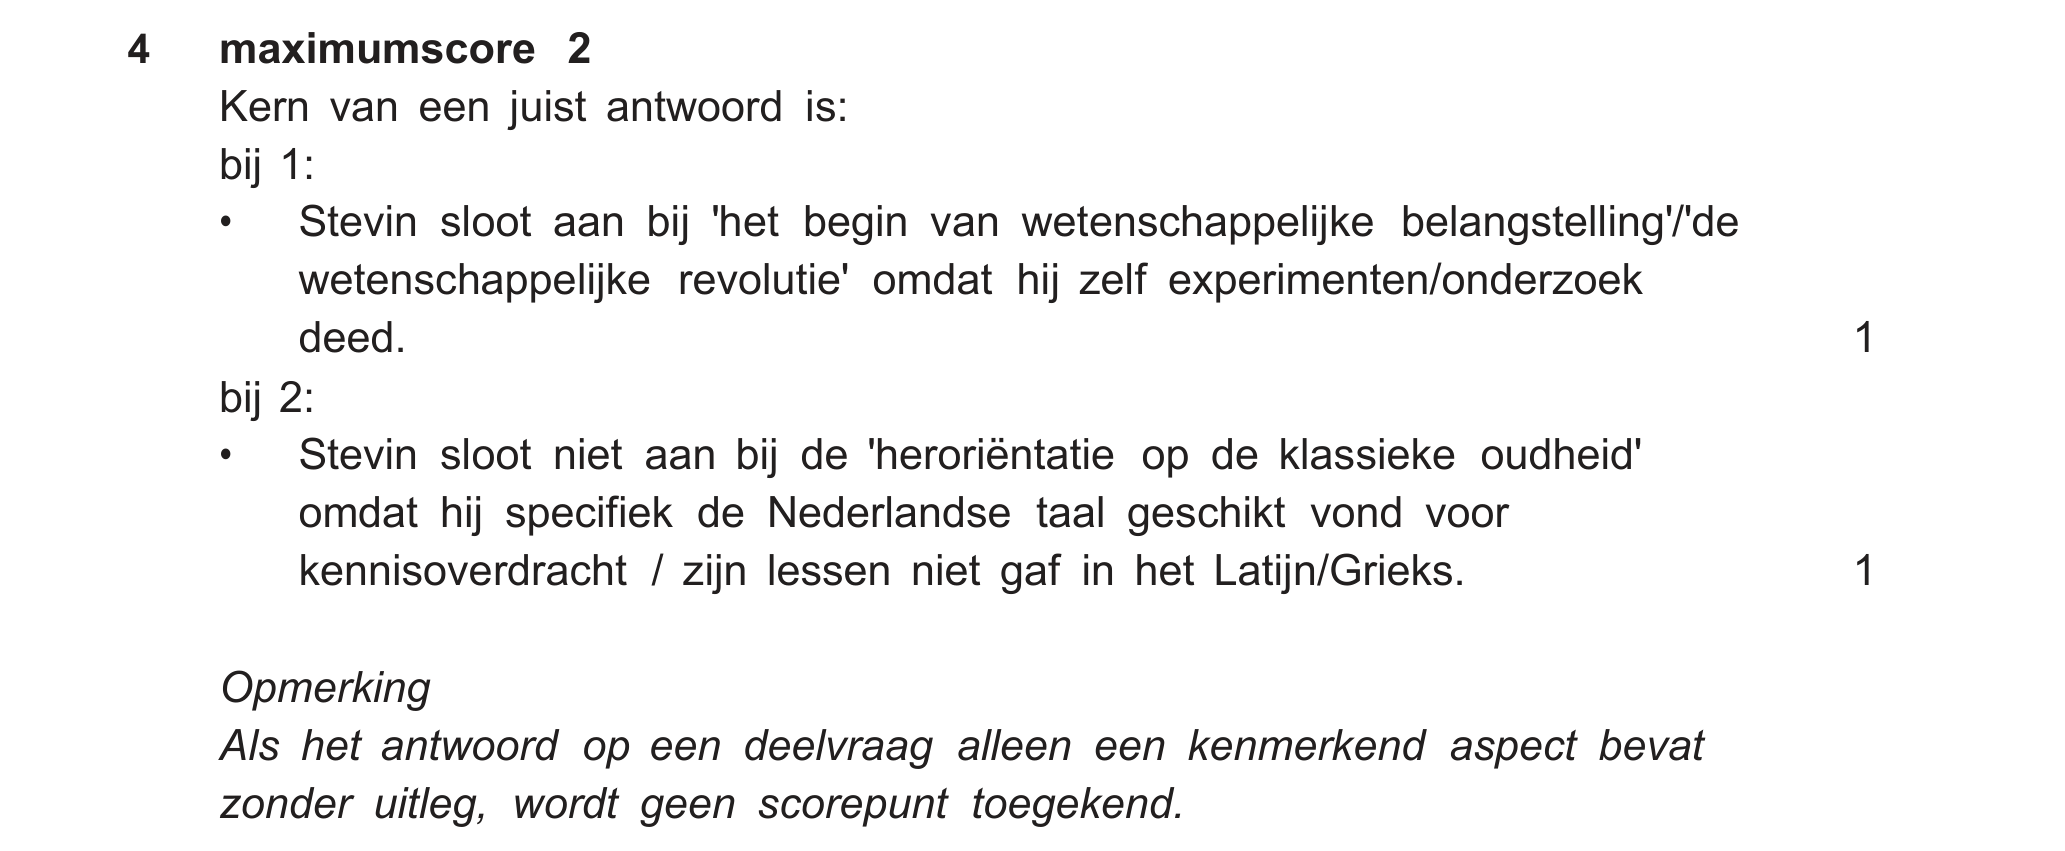 4 maximumscore 2
Kern van een juist antwoord is:
bij 1:
• Stevin sloot aan bij 'het begin van wetenschappelijke belangstelling'/'de
wetenschappelijke revolutie' omdat hij zelf experimenten/onderzoek
deed. 1
bij 2:
• Stevin sloot niet aan bij de 'heroriëntatie op de klassieke oudheid'
omdat hij specifiek de Nederlandse taal geschikt vond voor
kennisoverdracht / zijn lessen niet gaf in het Latijn/Grieks. 1
Opmerking
Als het antwoord op een deelvraag alleen een kenmerkend aspect bevat
zonder uitleg, wordt geen scorepunt toegekend.